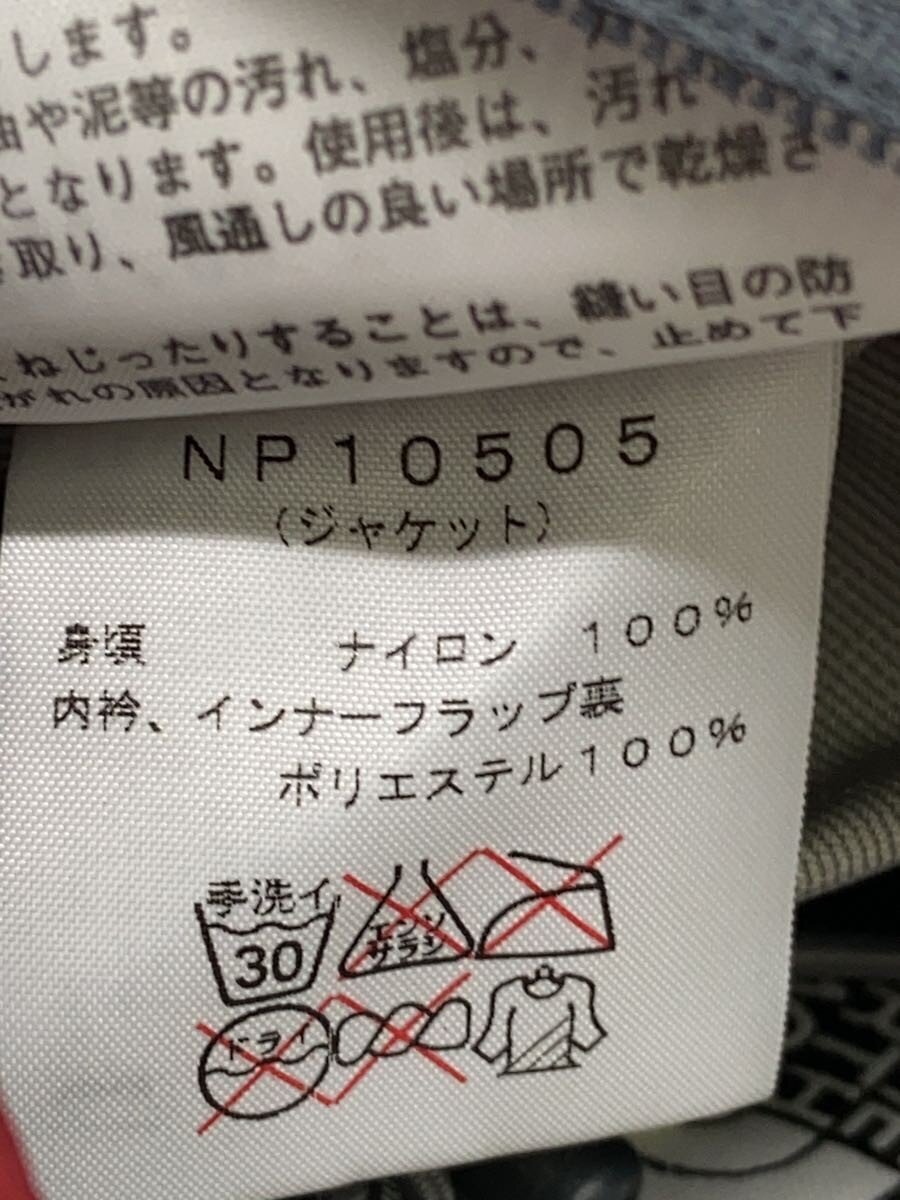 します。
や泥等の汚れ、塩分、
となります。使用後は、汚れ
取り、風通しの良い場所で乾燥さ
ねじったりすることは、縫い目の防
がれの原因となりますので、止めて下
NP10505
(ジャケット)
身頃 ナイロン 100%
内衿、インナーフラップ裏
ポリエステル100%
手洗イ
30
エンソ
サラシ
ドライ